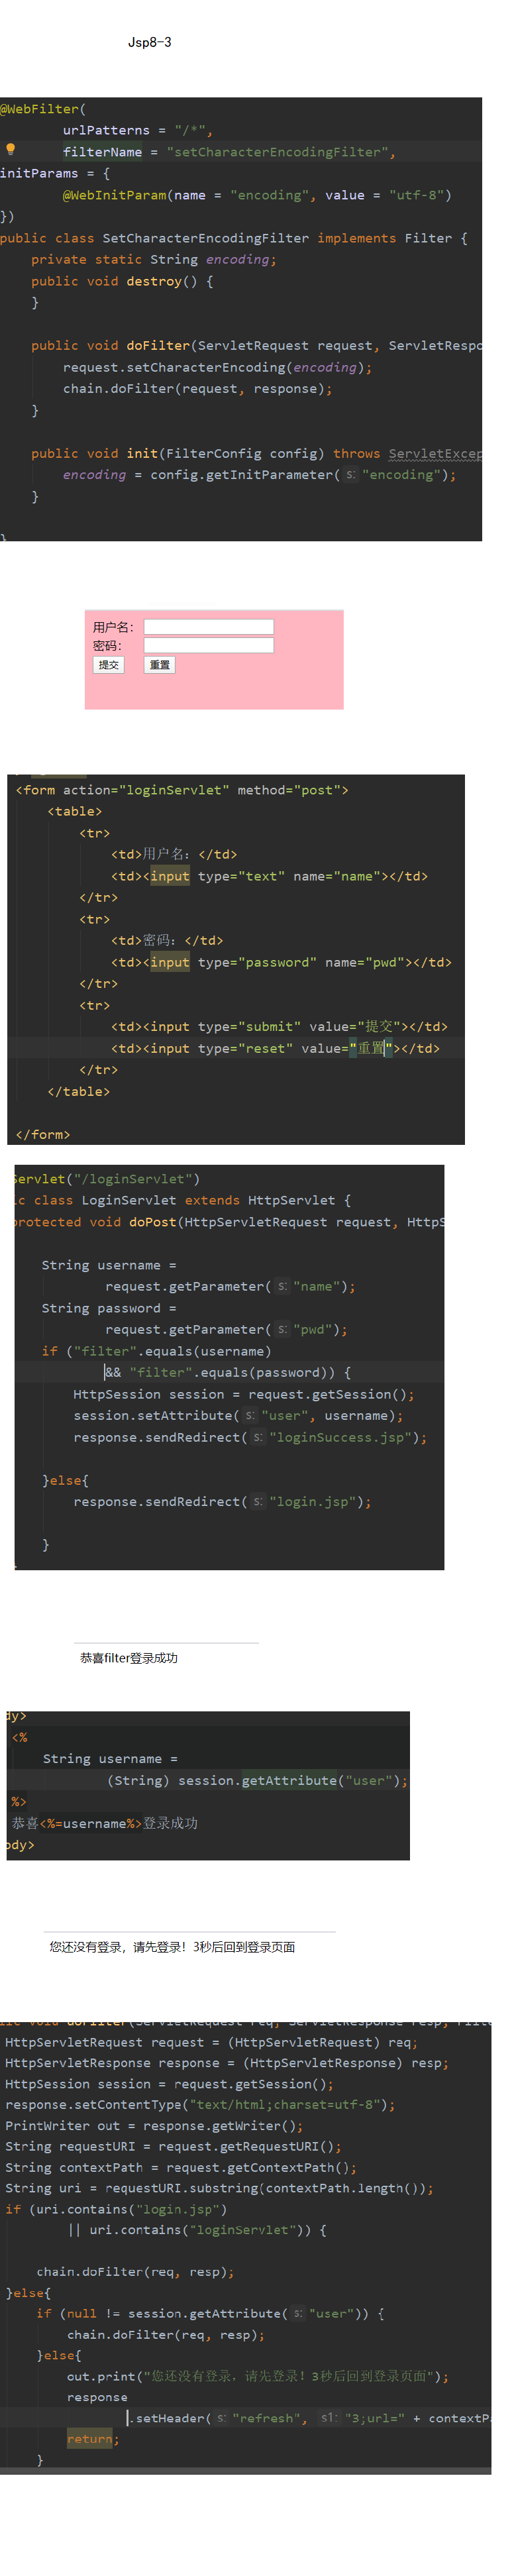 Jsp8-3
@WebFilter(
urlPatterns = "/*",
filterName = "setCharacterEncodingFilter",
initParams = {
@WebInitParam(name = "encoding", value = "utf-8")
})
public class SetCharacterEncodingFilter implements Filter {
private static String encoding;
public void destroy() {
}
public void doFilter(ServletRequest request, ServletRespo
request.setCharacterEncoding(encoding);
chain.doFilter(request, response);
}
public void init(FilterConfig config) throws ServletExcep
encoding = config.getInitParameter( s: "encoding");
}
}
用户名：
密码：
提交 重置
<form action="loginServlet" method="post">
<table>
<tr>
<td>用户名：</td>
<td><input type="text" name="name"></td>
</tr>
<tr>
<td>密码：</td>
<td><input type="password" name="pwd"></td>
</tr>
<tr>
<td><input type="submit" value="提交"></td>
<td><input type="reset" value="重置"></td>
</tr>
</table>
</form>
Servlet("/loginServlet")
ic class LoginServlet extends HttpServlet {
protected void doPost(HttpServletRequest request, HttpS
String username =
request.getParameter( s: "name");
String password =
request.getParameter( s: "pwd");
if ("filter".equals(username)
&& "filter".equals(password)) {
HttpSession session = request.getSession();
session.setAttribute( s: "user", username);
response.sendRedirect( s: "loginSuccess.jsp");
}else{
response.sendRedirect( s: "login.jsp");
}
恭喜filter登录成功
dy>
<%
String username =
(String) session.getAttribute("user");
%>
恭喜<%=username%>登录成功
ody>
您还没有登录，请先登录！3秒后回到登录页面
lic void doFilter(ServletRequest req, ServletResponse resp, Filte
HttpServletRequest request = (HttpServletRequest) req;
HttpServletResponse response = (HttpServletResponse) resp;
HttpSession session = request.getSession();
response.setContentType("text/html;charset=utf-8");
PrintWriter out = response.getWriter();
String requestURI = request.getRequestURI();
String contextPath = request.getContextPath();
String uri = requestURI.substring(contextPath.length());
if (uri.contains("login.jsp")
|| uri.contains("loginServlet")) {
chain.doFilter(req, resp);
}else{
if (null != session.getAttribute( s: "user")) {
chain.doFilter(req, resp);
}else{
out.print("您还没有登录，请先登录！3秒后回到登录页面");
response
.setHeader( s: "refresh", s1: "3;url=" + contextPa
return;
}